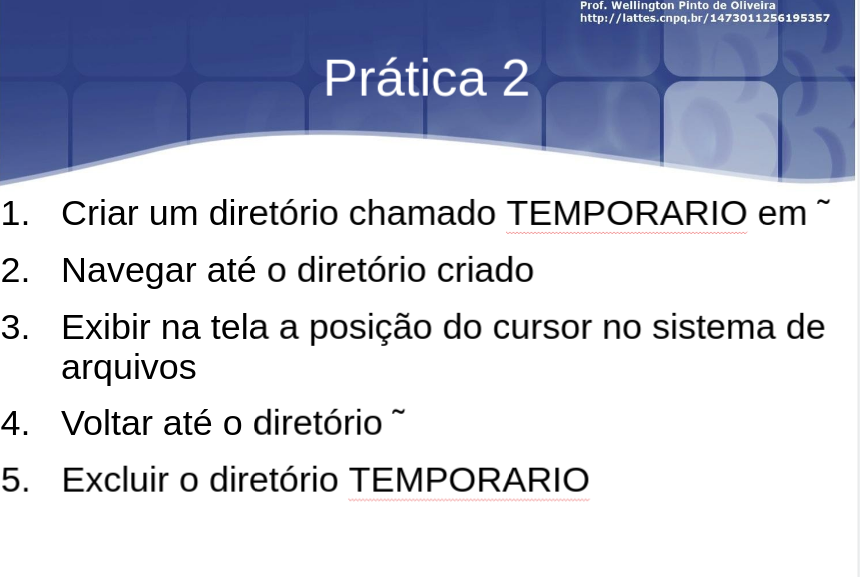 Prof. Wellington Pinto de Oliveira
http://lattes.cnpq.br/1473011256195357
Prática 2
1. Criar um diretório chamado TEMPORARIO em ˜
2. Navegar até o diretório criado
3. Exibir na tela a posição do cursor no sistema de
arquivos
4. Voltar até o diretório ˜
5. Excluir o diretório TEMPORARIO